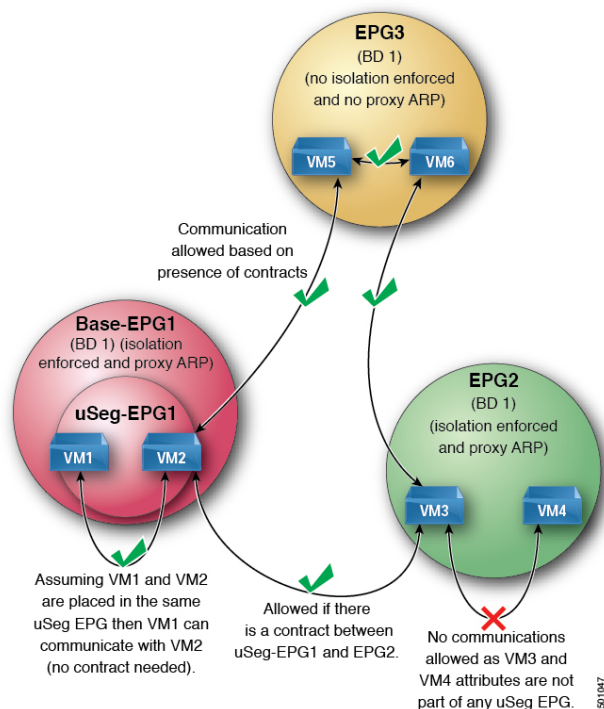 EPG3
(BD 1)
(no isolation enforced
and no proxy ARP)
VM5
VM6
Communication
allowed based on
presence of contracts
Base-EPG1
(BD 1) (isolation
enforced and proxy ARP)
uSeg-EPG1
VM1
VM2
EPG2
(BD 1)
(isolation enforced
and proxy ARP)
VM3
VM4
Assuming VM1 and VM2
are placed in the same
uSeg EPG then VM1 can
communicate with VM2
(no contract needed).
Allowed if there
is a contract between
uSeg-EPG1 and EPG2.
No communications
allowed as VM3 and
VM4 attributes are not
part of any uSeg EPG.
501047